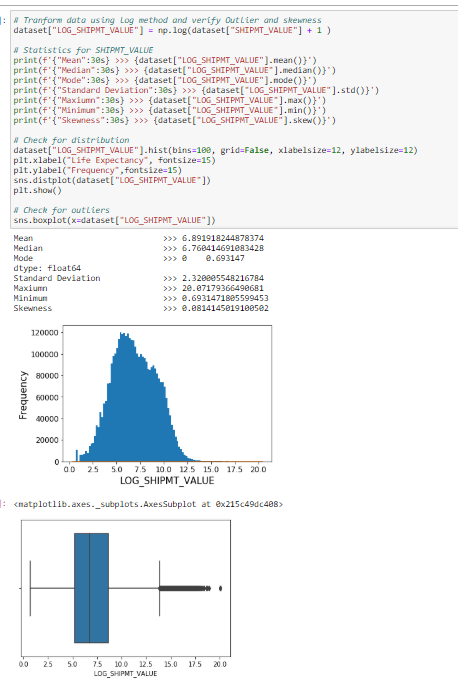 ]: # Tranform data using Log method and verify Outlier and skewness
dataset["LOG_SHIPMT_VALUE"] = np.log(dataset["SHIPMT_VALUE"] + 1 )
# Statistics for SHIPMT_VALUE
print(f'{"Mean":30s} >>> {dataset["LOG_SHIPMT_VALUE"].mean()}')
print(f'{"Median":30s} >>> {dataset["LOG_SHIPMT_VALUE"].median()}')
print(f'{"Mode":30s} >>> {dataset["LOG_SHIPMT_VALUE"].mode()}')
print(f'{"Standard Deviation":30s} >>> {dataset["LOG_SHIPMT_VALUE"].std()}')
print(f'{"Maxiumn":30s} >>> {dataset["LOG_SHIPMT_VALUE"].max()}')
print(f'{"Minimum":30s} >>> {dataset["LOG_SHIPMT_VALUE"].min()}')
print(f'{"Skewness":30s} >>> {dataset["LOG_SHIPMT_VALUE"].skew()}')
# Check for distribution
dataset["LOG_SHIPMT_VALUE"].hist(bins=100, grid=False, xlabelsize=12, ylabelsize=12)
plt.xlabel("Life Expectancy", fontsize=15)
plt.ylabel("Frequency",fontsize=15)
sns.distplot(dataset["LOG_SHIPMT_VALUE"])
plt.show()
# Check for outliers
sns.boxplot(x=dataset["LOG_SHIPMT_VALUE"])
Mean >>> 6.891918244878374
Median >>> 6.760414691083428
Mode >>> 0 0.693147
dtype: float64
Standard Deviation >>> 2.320005548216784
Maxiumn >>> 20.07179366490681
Minimum >>> 0.6931471805599453
Skewness >>> 0.0814145019100502
120000
100000
80000
60000
40000
20000
0
Frequency
0.0 2.5 5.0 7.5 10.0 12.5 15.0 17.5 20.0
LOG_SHIPMT_VALUE
]: <matplotlib.axes._subplots.AxesSubplot at 0x215c49dc408>
0.0 2.5 5.0 7.5 10.0 12.5 15.0 17.5 20.0
LOG_SHIPMT_VALUE